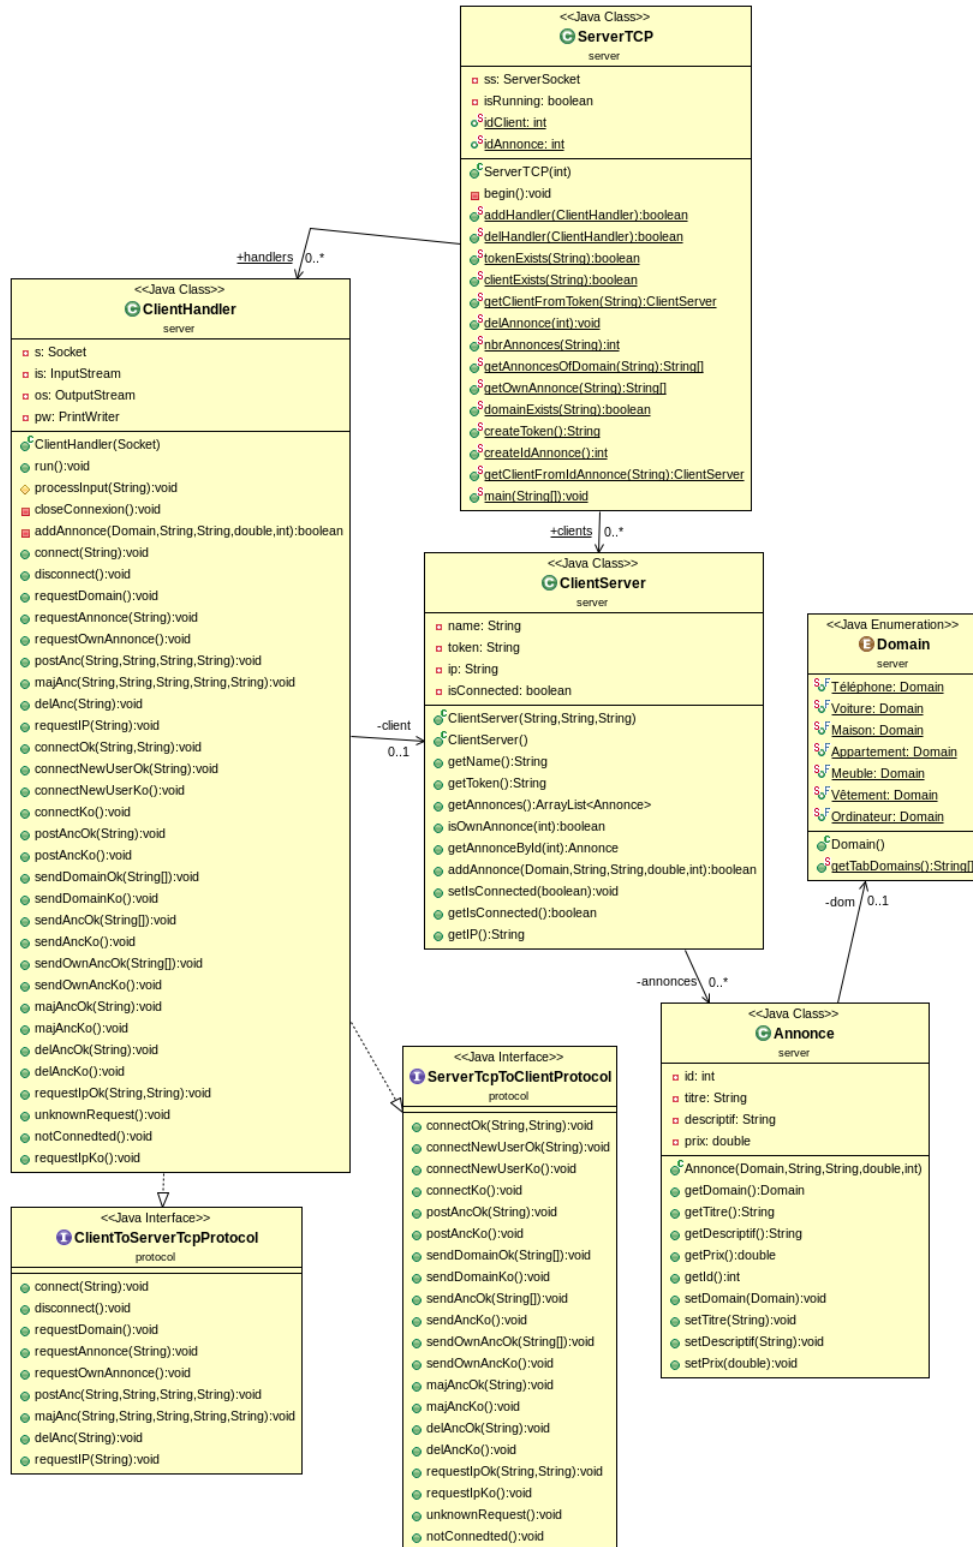 <<Java Class>>
ServerTCP
server
ss: ServerSocket
isRunning: boolean
idClient: int
idAnnonce: int
ServerTCP(int)
begin():void
addHandler(ClientHandler):boolean
delHandler(ClientHandler):boolean
tokenExists(String):boolean
clientExists(String):boolean
getClientFromToken(String):ClientServer
delAnnonce(int):void
nbrAnnonces(String):int
getAnnoncesOfDomain(String):String[]
getOwnAnnonce(String):String[]
domainExists(String):boolean
createToken():String
createIdAnnonce():int
getClientFromIdAnnonce(String):ClientServer
main(String[]):void
+handlers 0..*
<<Java Class>>
ClientHandler
server
s: Socket
is: InputStream
os: OutputStream
pw: PrintWriter
ClientHandler(Socket)
run():void
processInput(String):void
closeConnexion():void
addAnnonce(Domain,String,String,double,int):boolean
connect(String):void
disconnect():void
requestDomain():void
requestAnnonce(String):void
requestOwnAnnonce():void
postAnc(String,String,String,String):void
majAnc(String,String,String,String,String):void
delAnc(String):void
requestIP(String):void
connectOk(String,String):void
connectNewUserOk(String):void
connectNewUserKo():void
connectKo():void
postAncOk(String):void
postAncKo():void
sendDomainOk(String[]):void
sendDomainKo():void
sendAncOk(String[]):void
sendAncKo():void
sendOwnAncOk(String[]):void
sendOwnAncKo():void
majAncOk(String):void
majAncKo():void
delAncOk(String):void
delAncKo():void
requestIpOk(String,String):void
unknownRequest():void
notConnedted():void
requestIpKo():void
+clients 0..*
<<Java Class>>
ClientServer
server
name: String
token: String
ip: String
isConnected: boolean
ClientServer(String,String,String)
ClientServer()
getName():String
getToken():String
getAnnonces():ArrayList<Annonce>
isOwnAnnonce(int):boolean
getAnnonceById(int):Annonce
addAnnonce(Domain,String,String,double,int):boolean
setIsConnected(boolean):void
getIsConnected():boolean
getIP():String
-client
0..1
<<Java Enumeration>>
Domain
server
Téléphone: Domain
Voiture: Domain
Maison: Domain
Appartement: Domain
Meuble: Domain
Vêtement: Domain
Ordinateur: Domain
Domain()
getTabDomains():String[]
-dom 0..1
-annonces 0..*
<<Java Class>>
Annonce
server
id: int
titre: String
descriptif: String
prix: double
Annonce(Domain,String,String,double,int)
getDomain():Domain
getTitre():String
getDescriptif():String
getPrix():double
getId():int
setDomain(Domain):void
setTitre(String):void
setDescriptif(String):void
setPrix(double):void
<<Java Interface>>
ServerTcpToClientProtocol
protocol
connectOk(String,String):void
connectNewUserOk(String):void
connectNewUserKo():void
connectKo():void
postAncOk(String):void
postAncKo():void
sendDomainOk(String[]):void
sendDomainKo():void
sendAncOk(String[]):void
sendAncKo():void
sendOwnAncOk(String[]):void
sendOwnAncKo():void
majAncOk(String):void
majAncKo():void
delAncOk(String):void
delAncKo():void
requestIpOk(String,String):void
requestIpKo():void
unknownRequest():void
notConnedted():void
<<Java Interface>>
ClientToServerTcpProtocol
protocol
connect(String):void
disconnect():void
requestDomain():void
requestAnnonce(String):void
requestOwnAnnonce():void
postAnc(String,String,String,String):void
majAnc(String,String,String,String,String):void
delAnc(String):void
requestIP(String):void